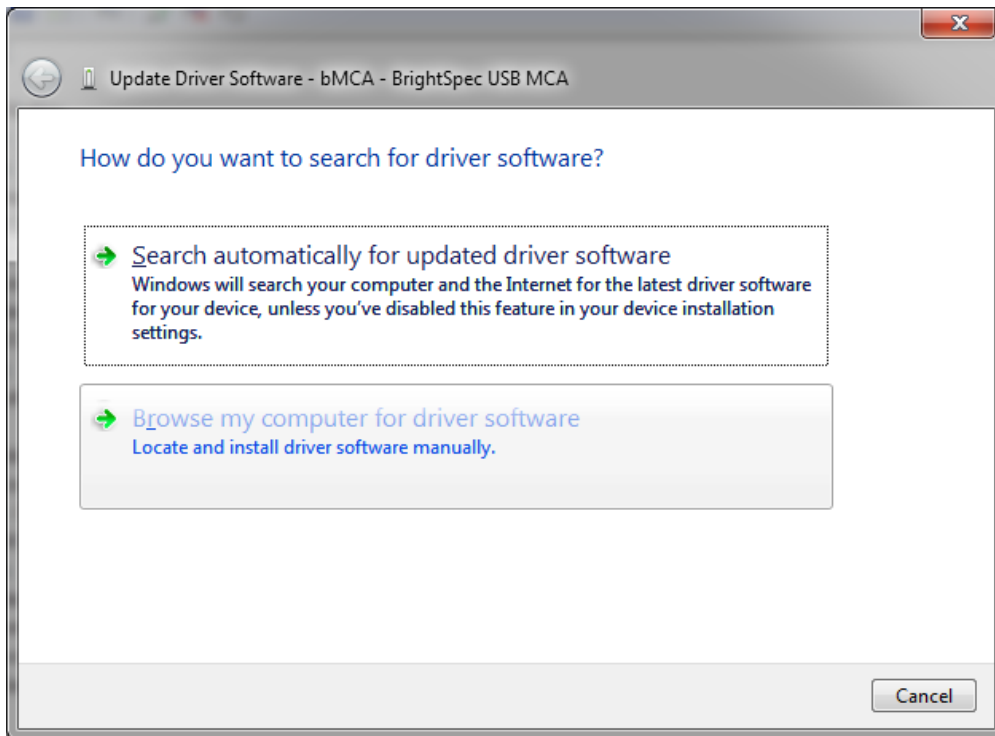 Update Driver Software - bMCA - BrightSpec USB MCA
How do you want to search for driver software?
Search automatically for updated driver software
Windows will search your computer and the Internet for the latest driver software
for your device, unless you've disabled this feature in your device installation
settings.
Browse my computer for driver software
Locate and install driver software manually.
Cancel